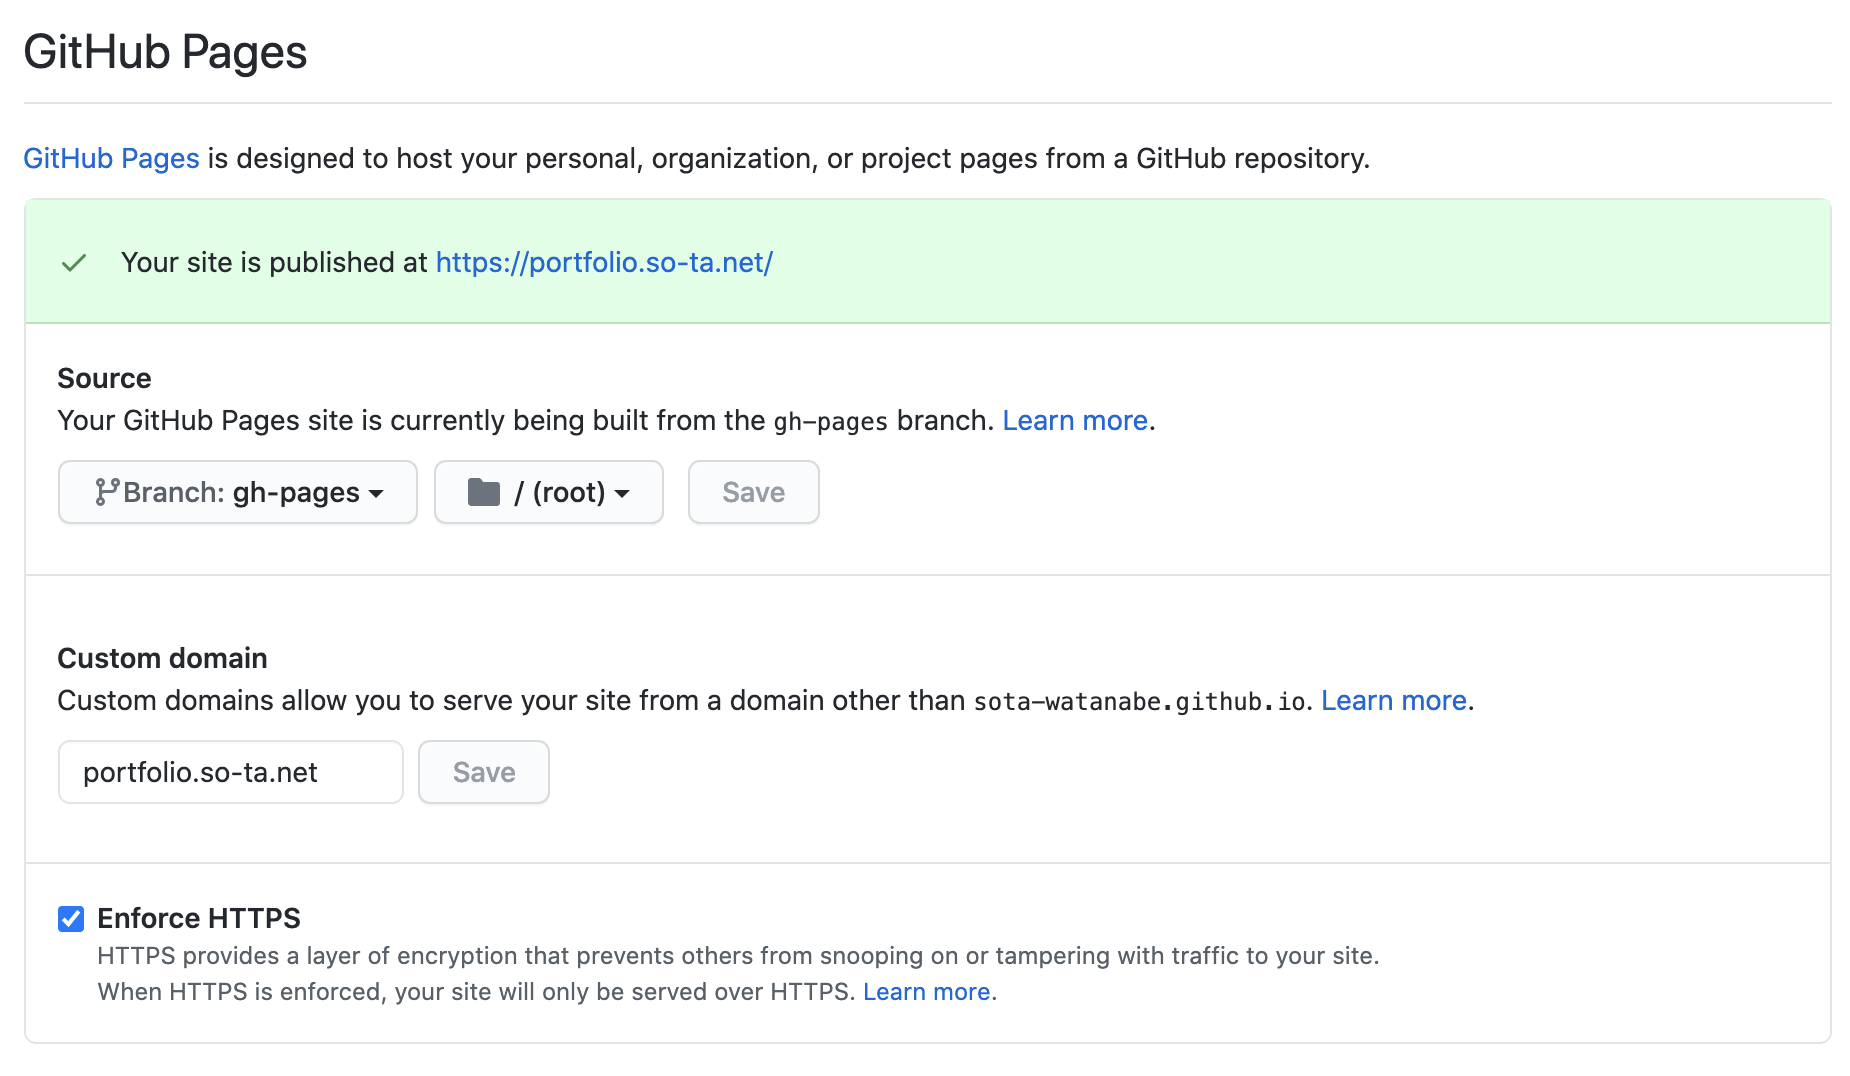 GitHub Pages
GitHub Pages is designed to host your personal, organization, or project pages from a GitHub repository.
Your site is published at https://portfolio.so-ta.net/
Source
Your GitHub Pages site is currently being built from the gh-pages branch. Learn more.
Branch: gh-pages / (root) Save
Custom domain
Custom domains allow you to serve your site from a domain other than sota-watanabe.github.io. Learn more.
portfolio.so-ta.net Save
Enforce HTTPS
HTTPS provides a layer of encryption that prevents others from snooping on or tampering with traffic to your site.
When HTTPS is enforced, your site will only be served over HTTPS. Learn more.